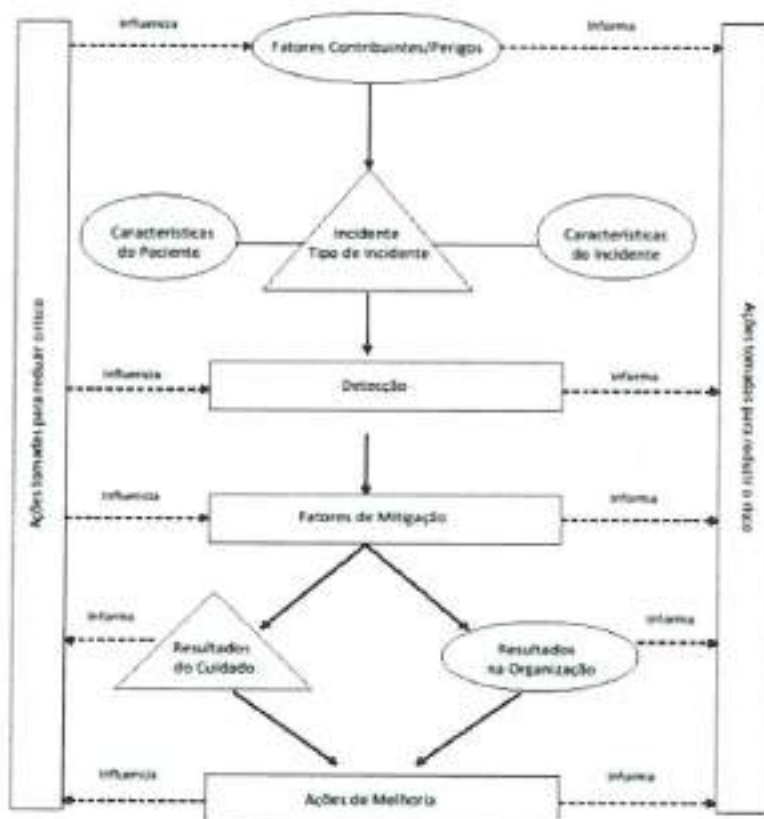 Influencia
Informa
Fatores Contribuintes/Perigos
Características
do Paciente
Incidente
Tipo de Incidente
Características
do Incidente
Influencia
Informa
Detecção
Influencia
Informa
Fatores de Mitigação
Informa
Informa
Resultados
do Cuidado
Resultados
na Organização
Influencia
Informa
Ações de Melhoria
Ações tomadas para reduzir o risco
Ações tomadas para reduzir o risco